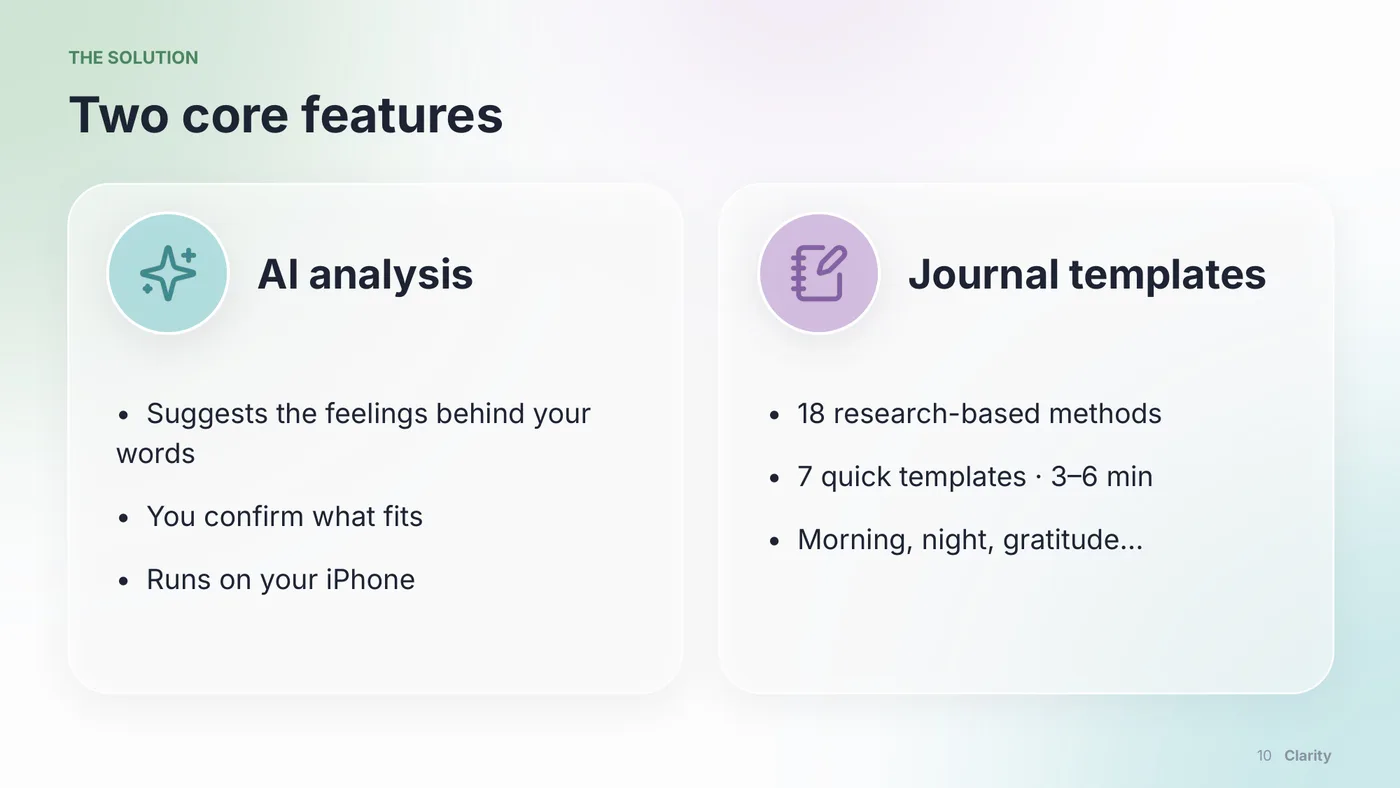 THE SOLUTION
Two core features
AI analysis
• Suggests the feelings behind your
words
• You confirm what fits
• Runs on your iPhone
Journal templates
• 18 research-based methods
• 7 quick templates · 3–6 min
• Morning, night, gratitude…
10 Clarity